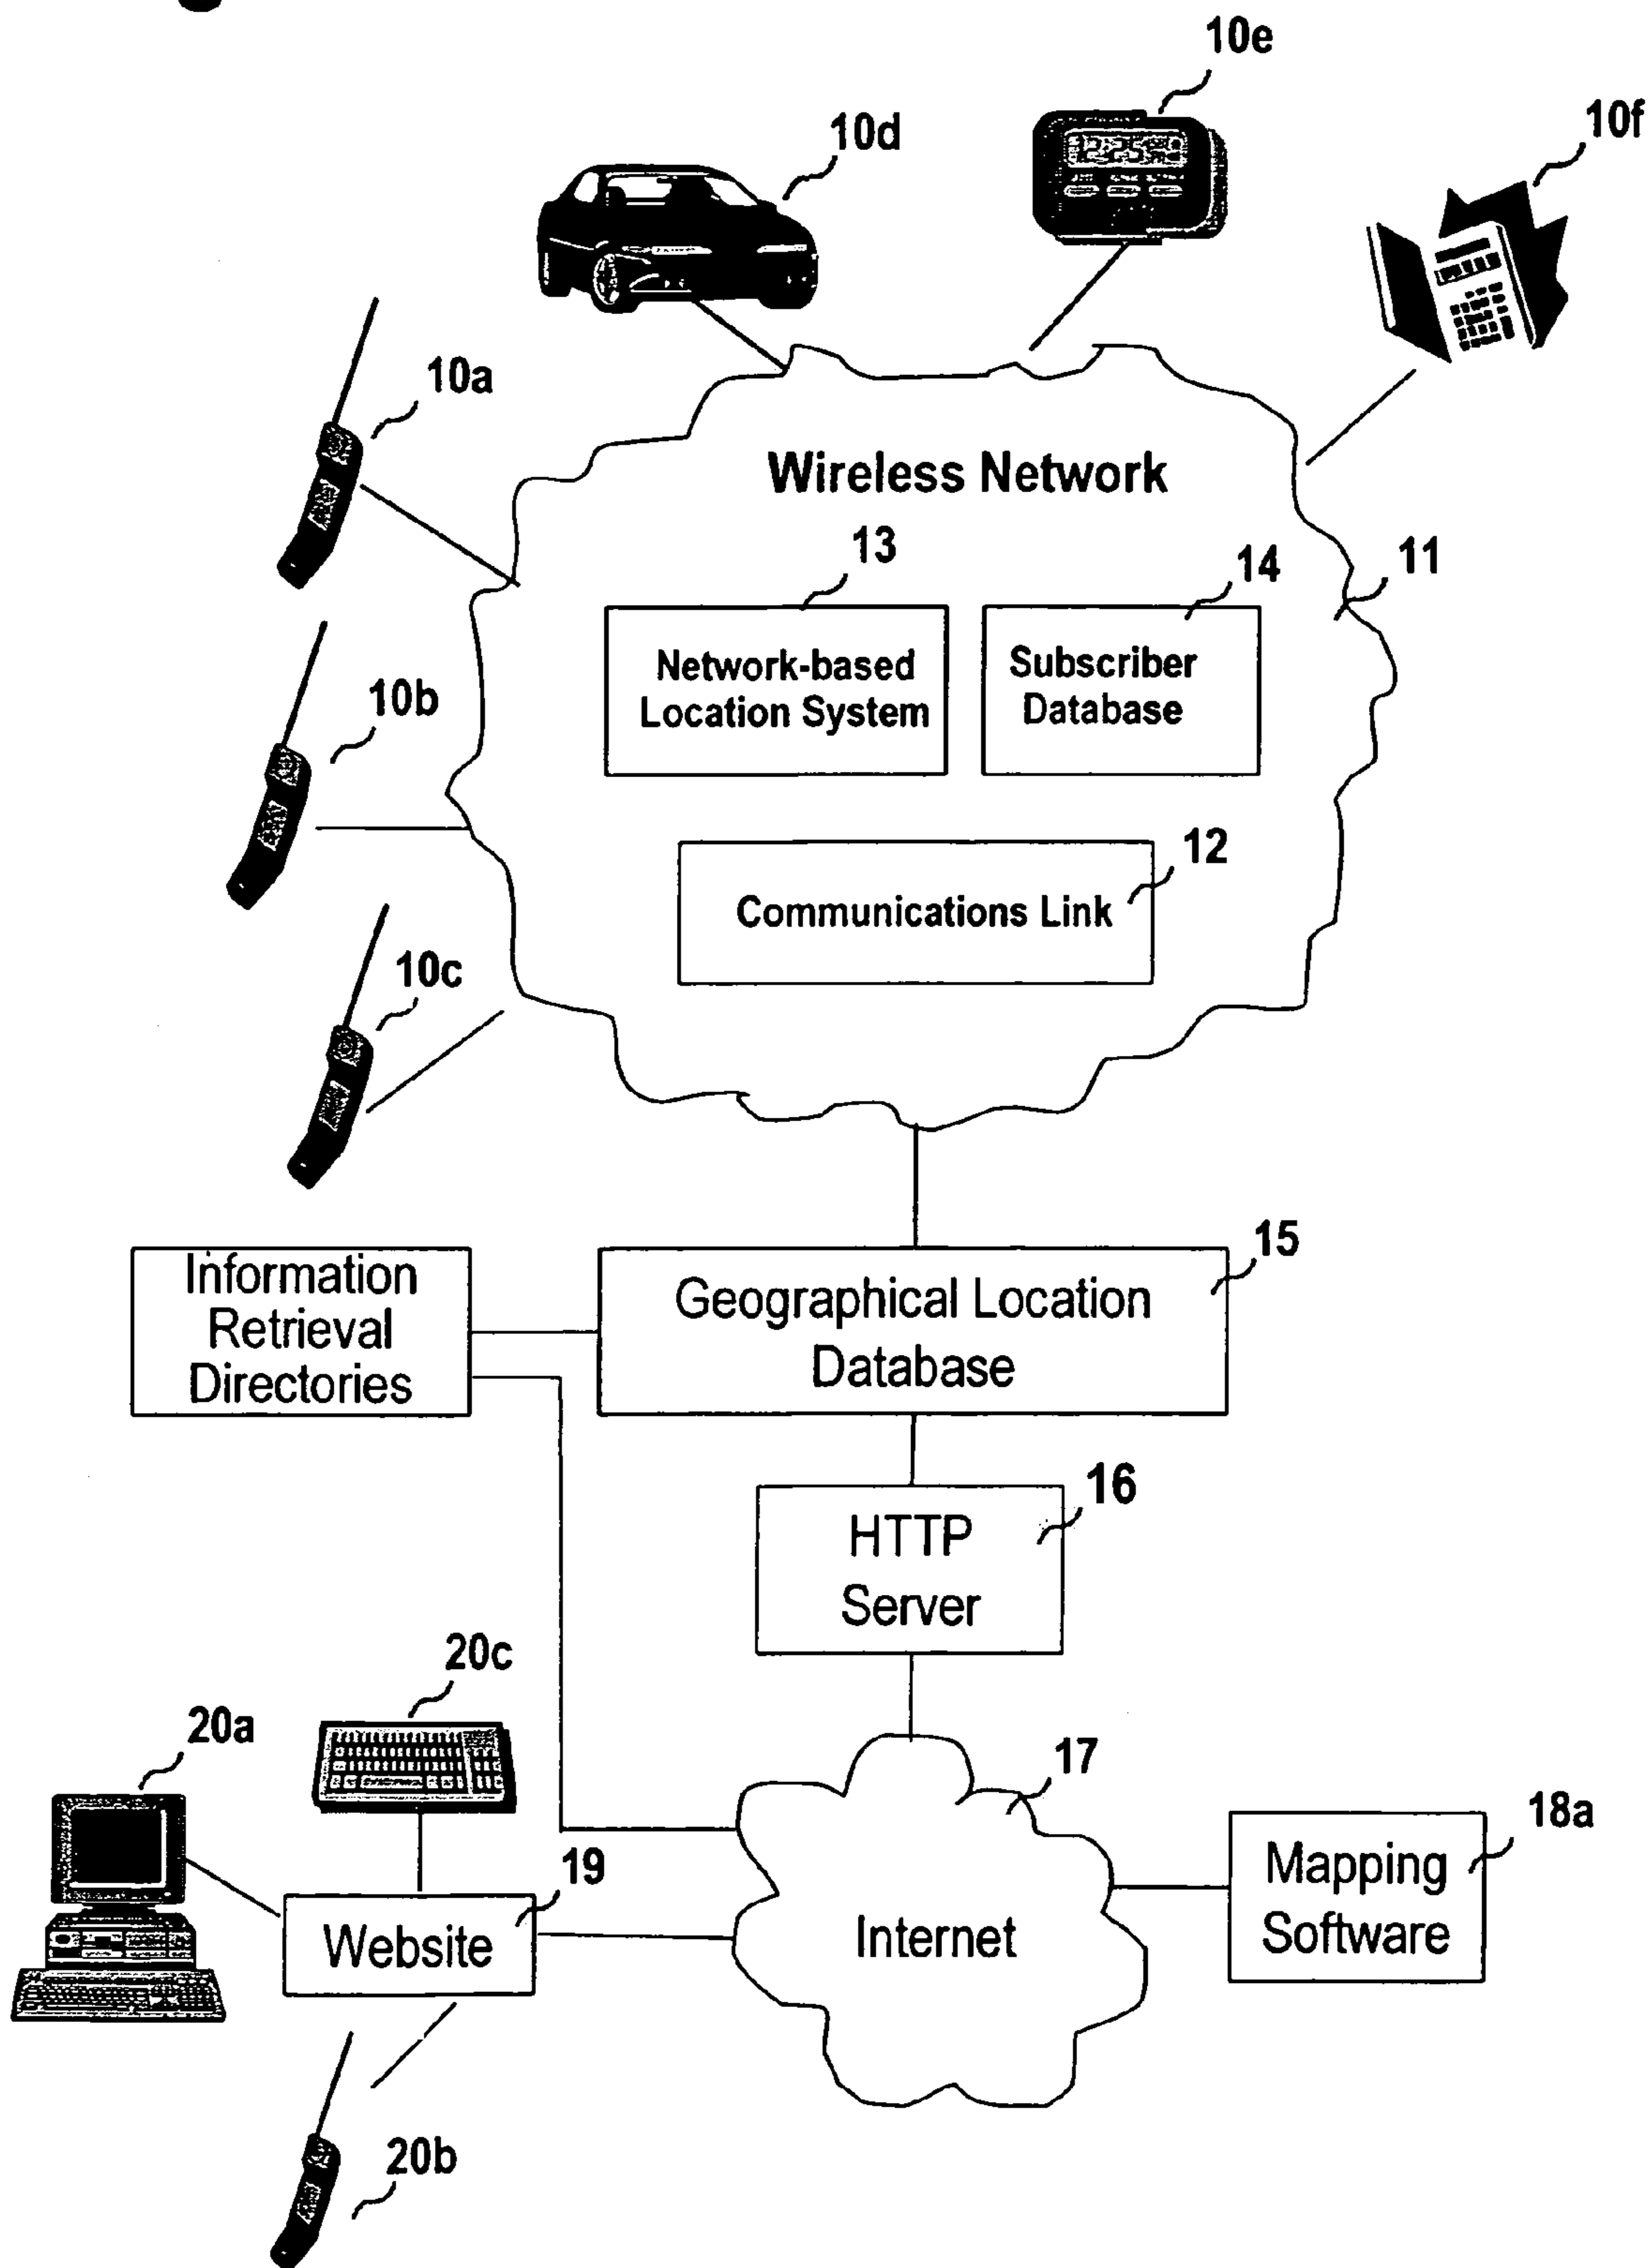 10e
10d
10f
12:25
10a
Wireless Network
13
14
11
Network-based
Location System
Subscriber
Database
10b
12
Communications Link
10c
15
Information
Retrieval
Directories
Geographical Location
Database
16
HTTP
Server
20c
20a
17
18a
19
Mapping
Software
Website
Internet
20b